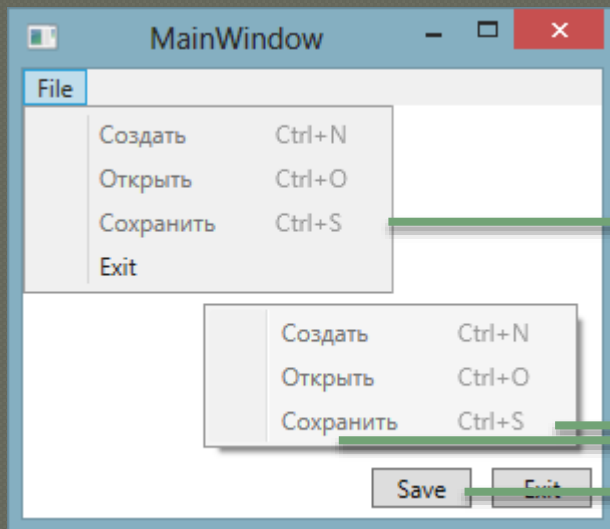 MainWindow
File
Создать Ctrl+N
Открыть Ctrl+O
Сохранить Ctrl+S
Exit
Создать Ctrl+N
Открыть Ctrl+O
Сохранить Ctrl+S
Save Exit